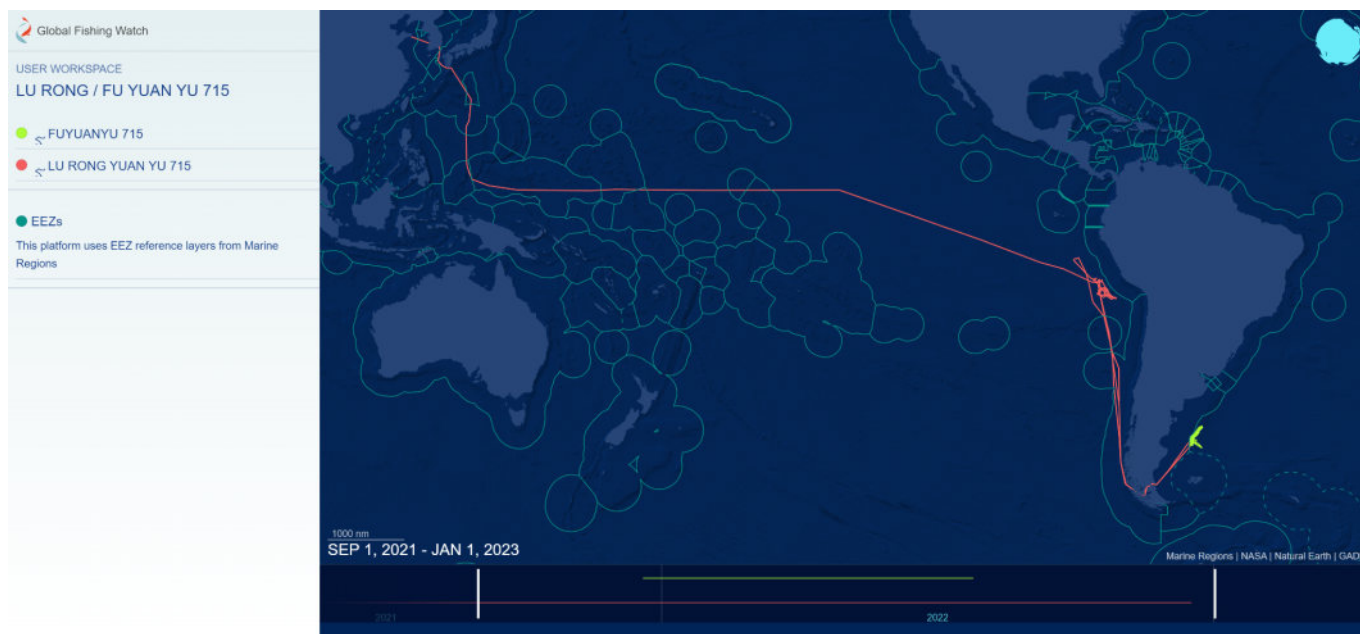 Global Fishing Watch
USER WORKSPACE
LU RONG / FU YUAN YU 715
FUYUANYU 715
LU RONG YUAN YU 715
EEZs
This platform uses EEZ reference layers from Marine
Regions
1000 nm
SEP 1, 2021 - JAN 1, 2023
Marine Regions | NASA | Natural Earth | GAD
2021
2022